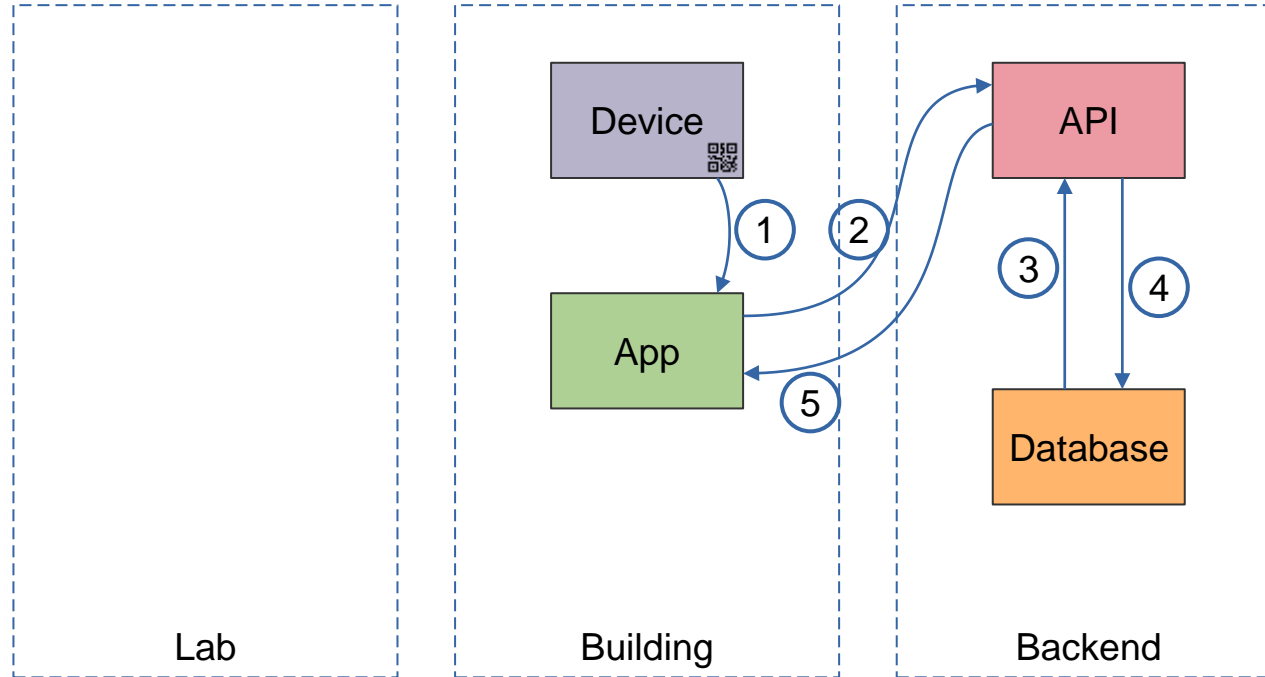 Device
API
1
2
3
4
App
5
Database
Lab
Building
Backend